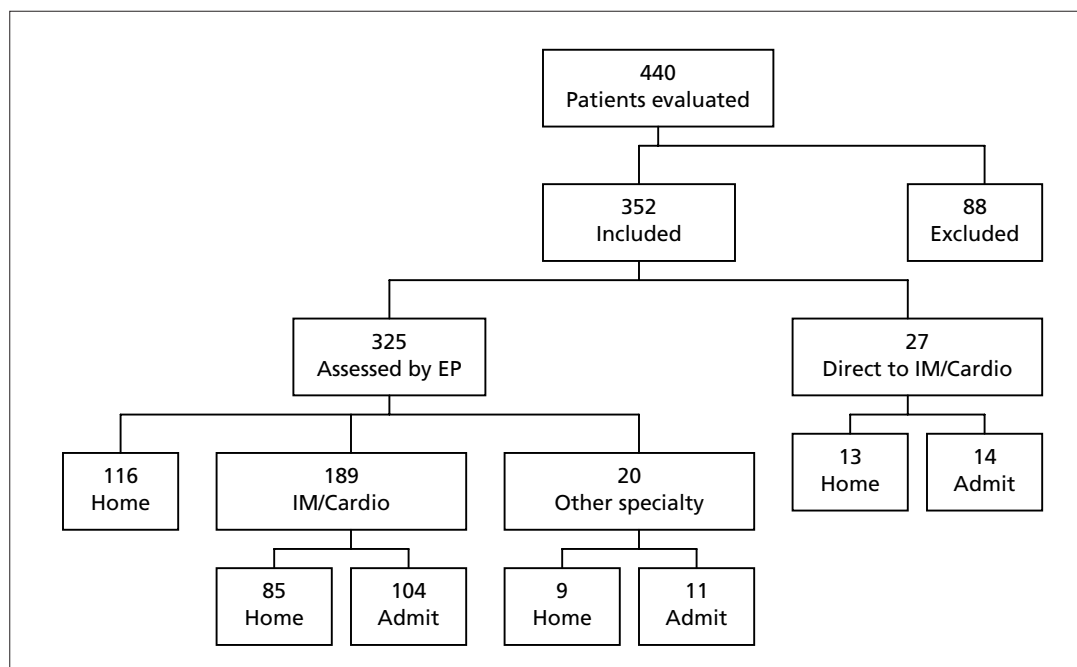 440
Patients evaluated
352
Included
88
Excluded
325
Assessed by EP
27
Direct to IM/Cardio
116
Home
189
IM/Cardio
20
Other specialty
13
Home
14
Admit
85
Home
104
Admit
9
Home
11
Admit